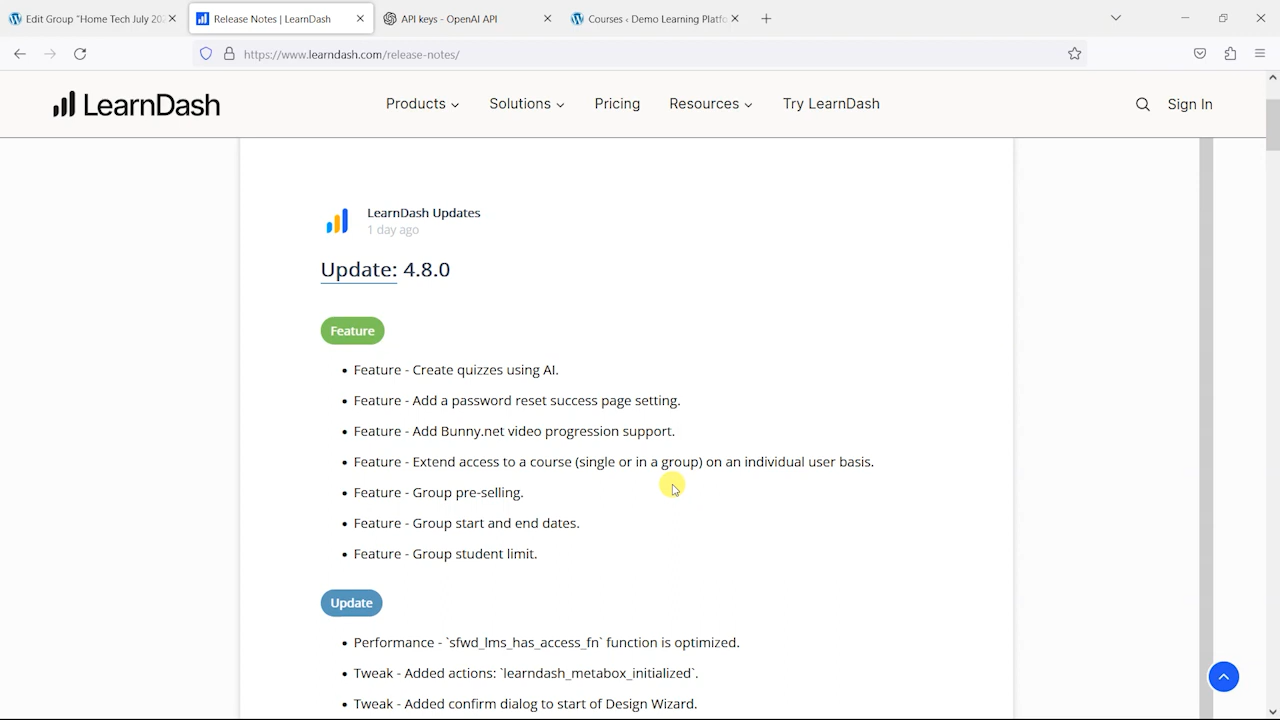 Edit Group "Home Tech July 202
Release Notes | LearnDash
API keys - OpenAI API
Courses ‹ Demo Learning Platfo
https://www.learndash.com/release-notes/
LearnDash
Products
Solutions
Pricing
Resources
Try LearnDash
Sign In
LearnDash Updates
1 day ago
Update: 4.8.0
Feature
• Feature - Create quizzes using AI.
• Feature - Add a password reset success page setting.
• Feature - Add Bunny.net video progression support.
• Feature - Extend access to a course (single or in a group) on an individual user basis.
• Feature - Group pre-selling.
• Feature - Group start and end dates.
• Feature - Group student limit.
Update
• Performance - `sfwd_lms_has_access_fn` function is optimized.
• Tweak - Added actions: `learndash_metabox_initialized`.
• Tweak - Added confirm dialog to start of Design Wizard.